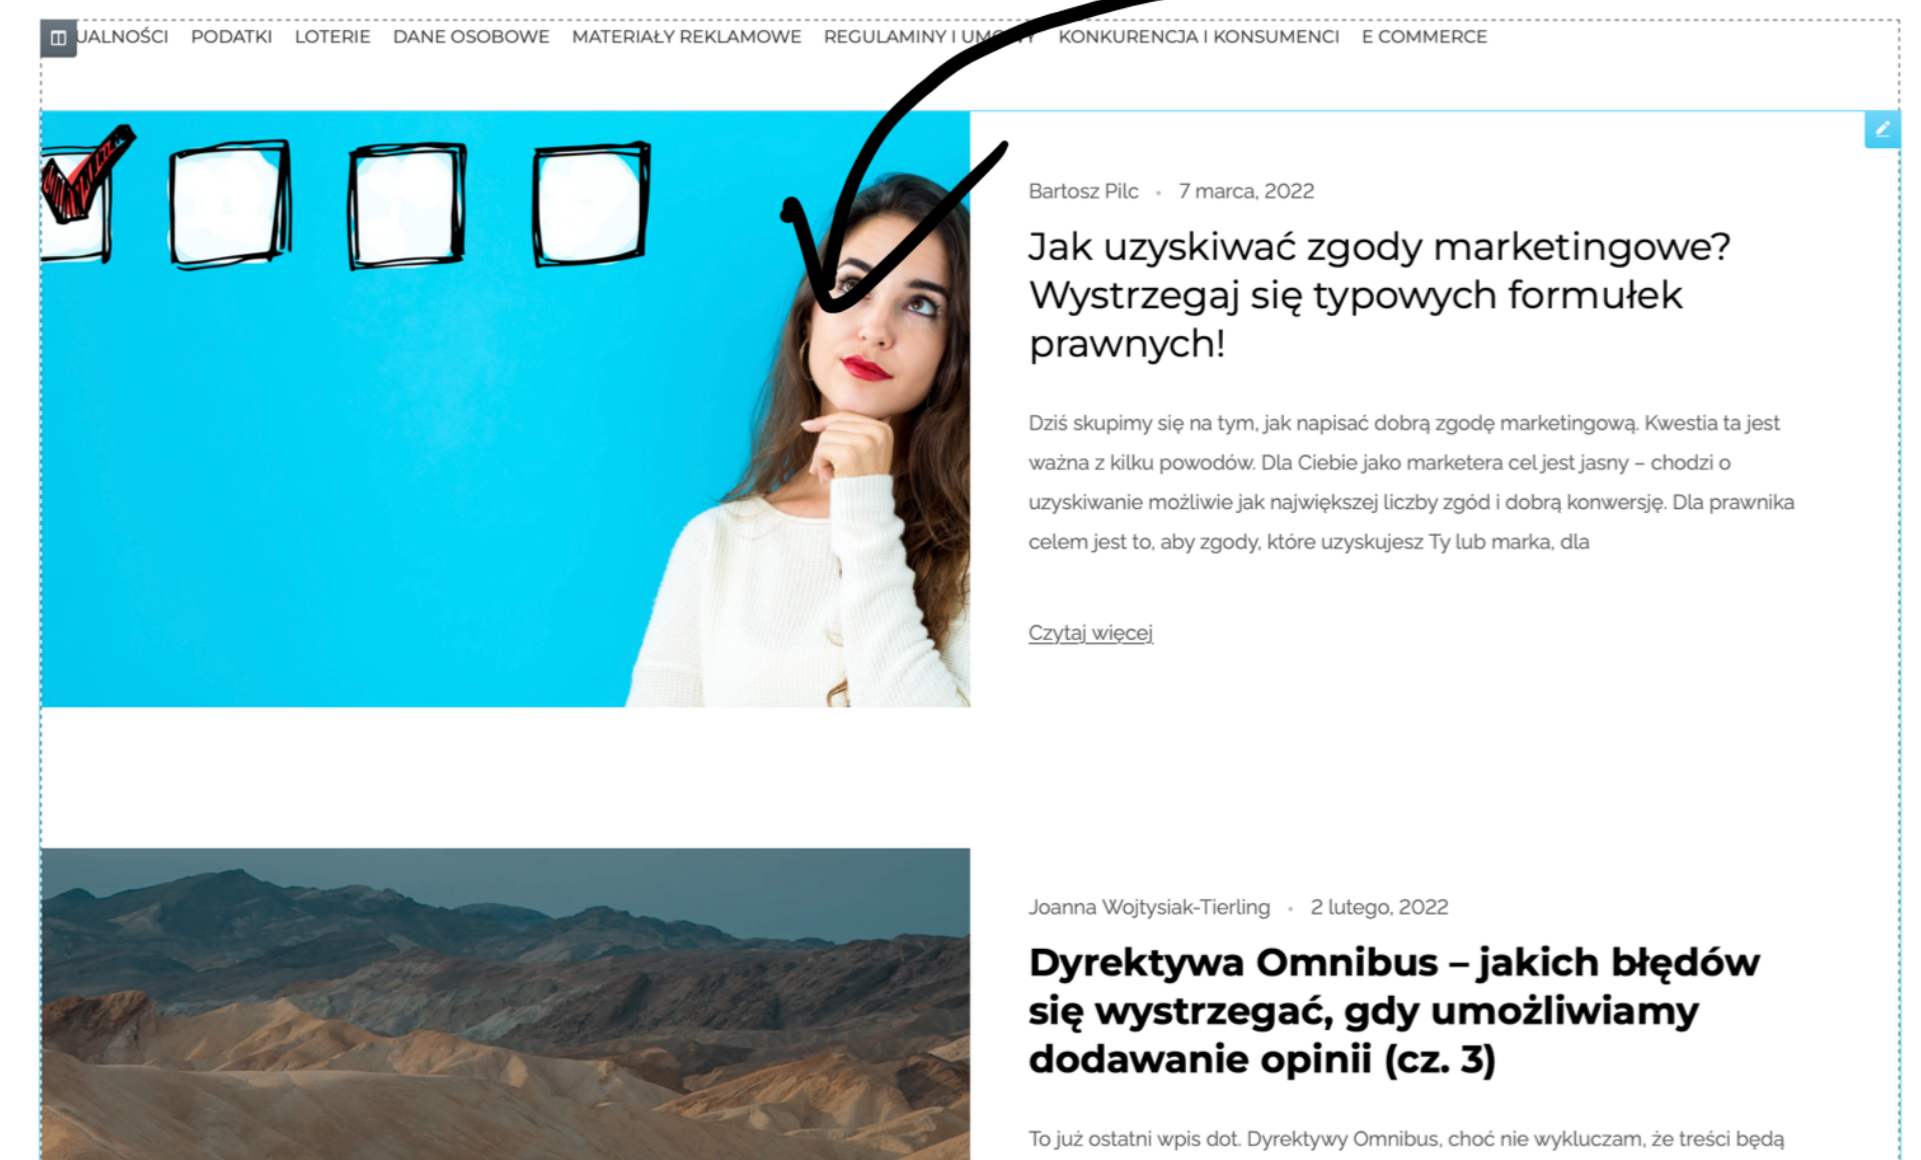 UALNOŚCI PODATKI LOTERIE DANE OSOBOWE MATERIAŁY REKLAMOWE REGULAMINY I UMOWY KONKURENCJA I KONSUMENCI E COMMERCE
Bartosz Pilc • 7 marca, 2022
Jak uzyskiwać zgody marketingowe?
Wystrzegaj się typowych formułek
prawnych!
Dziś skupimy się na tym, jak napisać dobrą zgodę marketingową. Kwestia ta jest
ważna z kilku powodów. Dla Ciebie jako marketera cel jest jasny – chodzi o
uzyskiwanie możliwie jak największej liczby zgód i dobrą konwersję. Dla prawnika
celem jest to, aby zgody, które uzyskujesz Ty lub marka, dla
Czytaj więcej
Joanna Wojtysiak-Tierling • 2 lutego, 2022
Dyrektywa Omnibus – jakich błędów
się wystrzegać, gdy umożliwiamy
dodawanie opinii (cz. 3)
To już ostatni wpis dot. Dyrektywy Omnibus, choć nie wykluczam, że treści będą